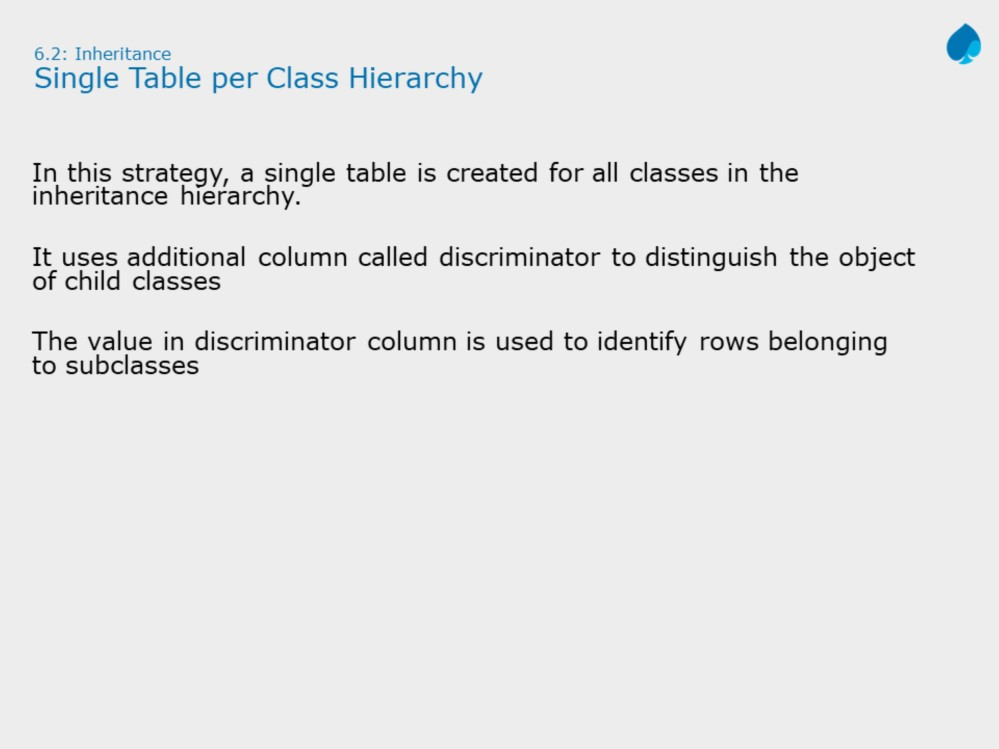 6.2: Inheritance
Single Table per Class Hierarchy
In this strategy, a single table is created for all classes in the
inheritance hierarchy.
It uses additional column called discriminator to distinguish the object
of child classes
The value in discriminator column is used to identify rows belonging
to subclasses